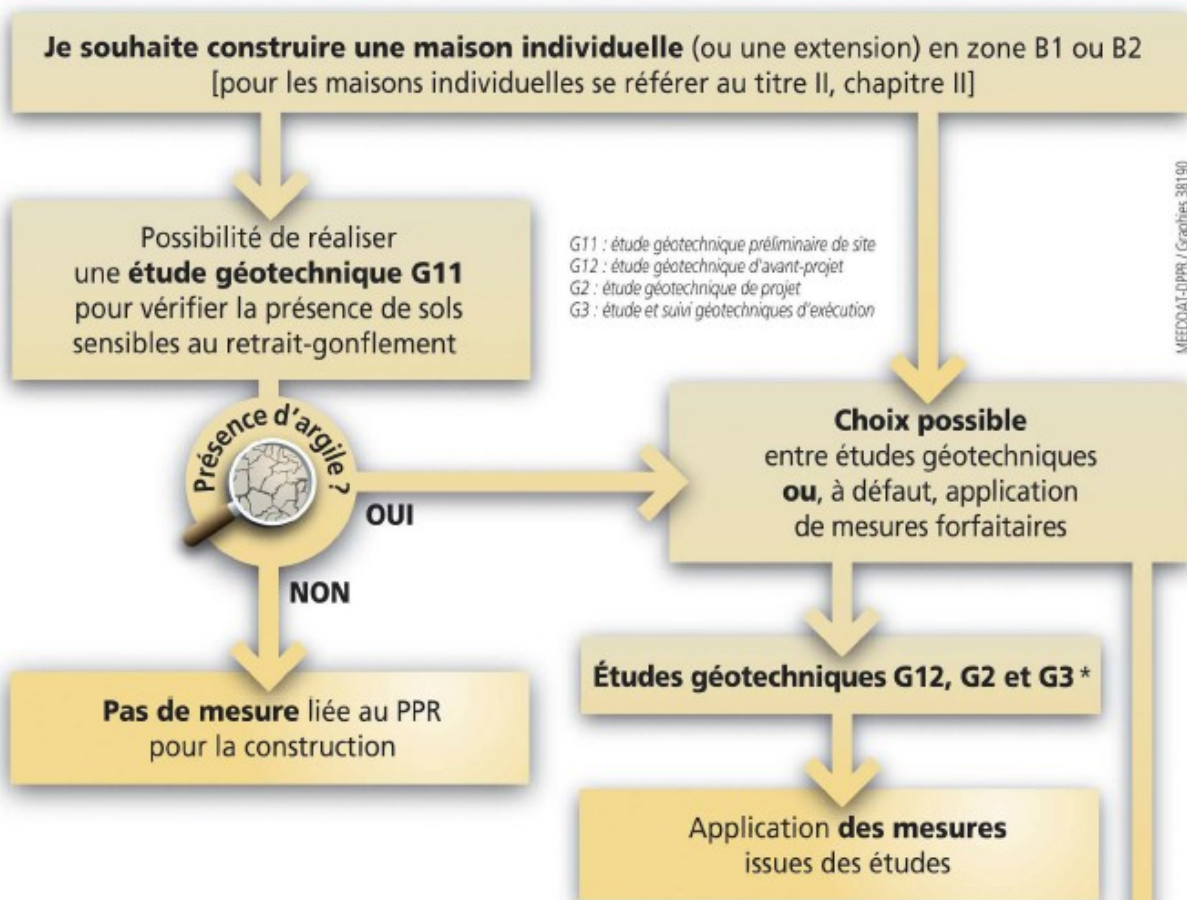 Je souhaite construire une maison individuelle (ou une extension) en zone B1 ou B2
[pour les maisons individuelles se référer au titre II, chapitre II]
Possibilité de réaliser
une étude géotechnique G11
pour vérifier la présence de sols
sensibles au retrait-gonflement
G11 : étude géotechnique préliminaire de site
G12 : étude géotechnique d'avant-projet
G2 : étude géotechnique de projet
G3 : étude et suivi géotechniques d'exécution
MEEDDAT-DPPR / Graphies 38190
Présence d'argile ?
OUI
NON
Choix possible
entre études géotechniques
ou, à défaut, application
de mesures forfaitaires
Pas de mesure liée au PPR
pour la construction
Études géotechniques G12, G2 et G3 *
Application des mesures
issues des études